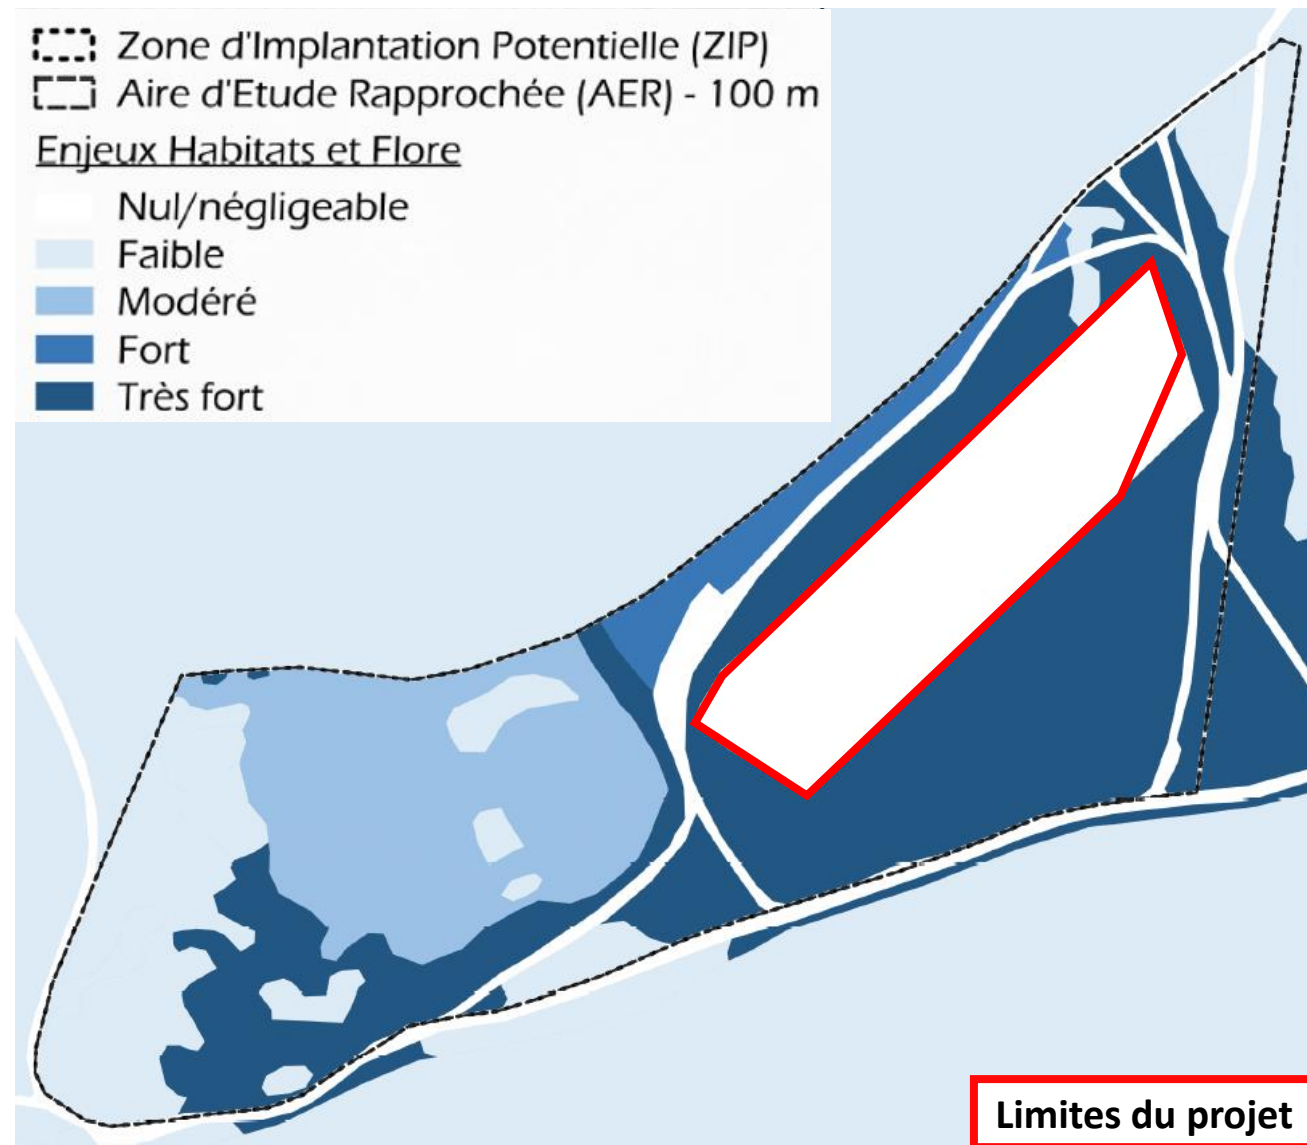 Zone d'Implantation Potentielle (ZIP)
Aire d'Etude Rapprochée (AER) - 100 m
Enjeux Habitats et Flore
Nul/négligeable
Faible
Modéré
Fort
Très fort
Limites du projet